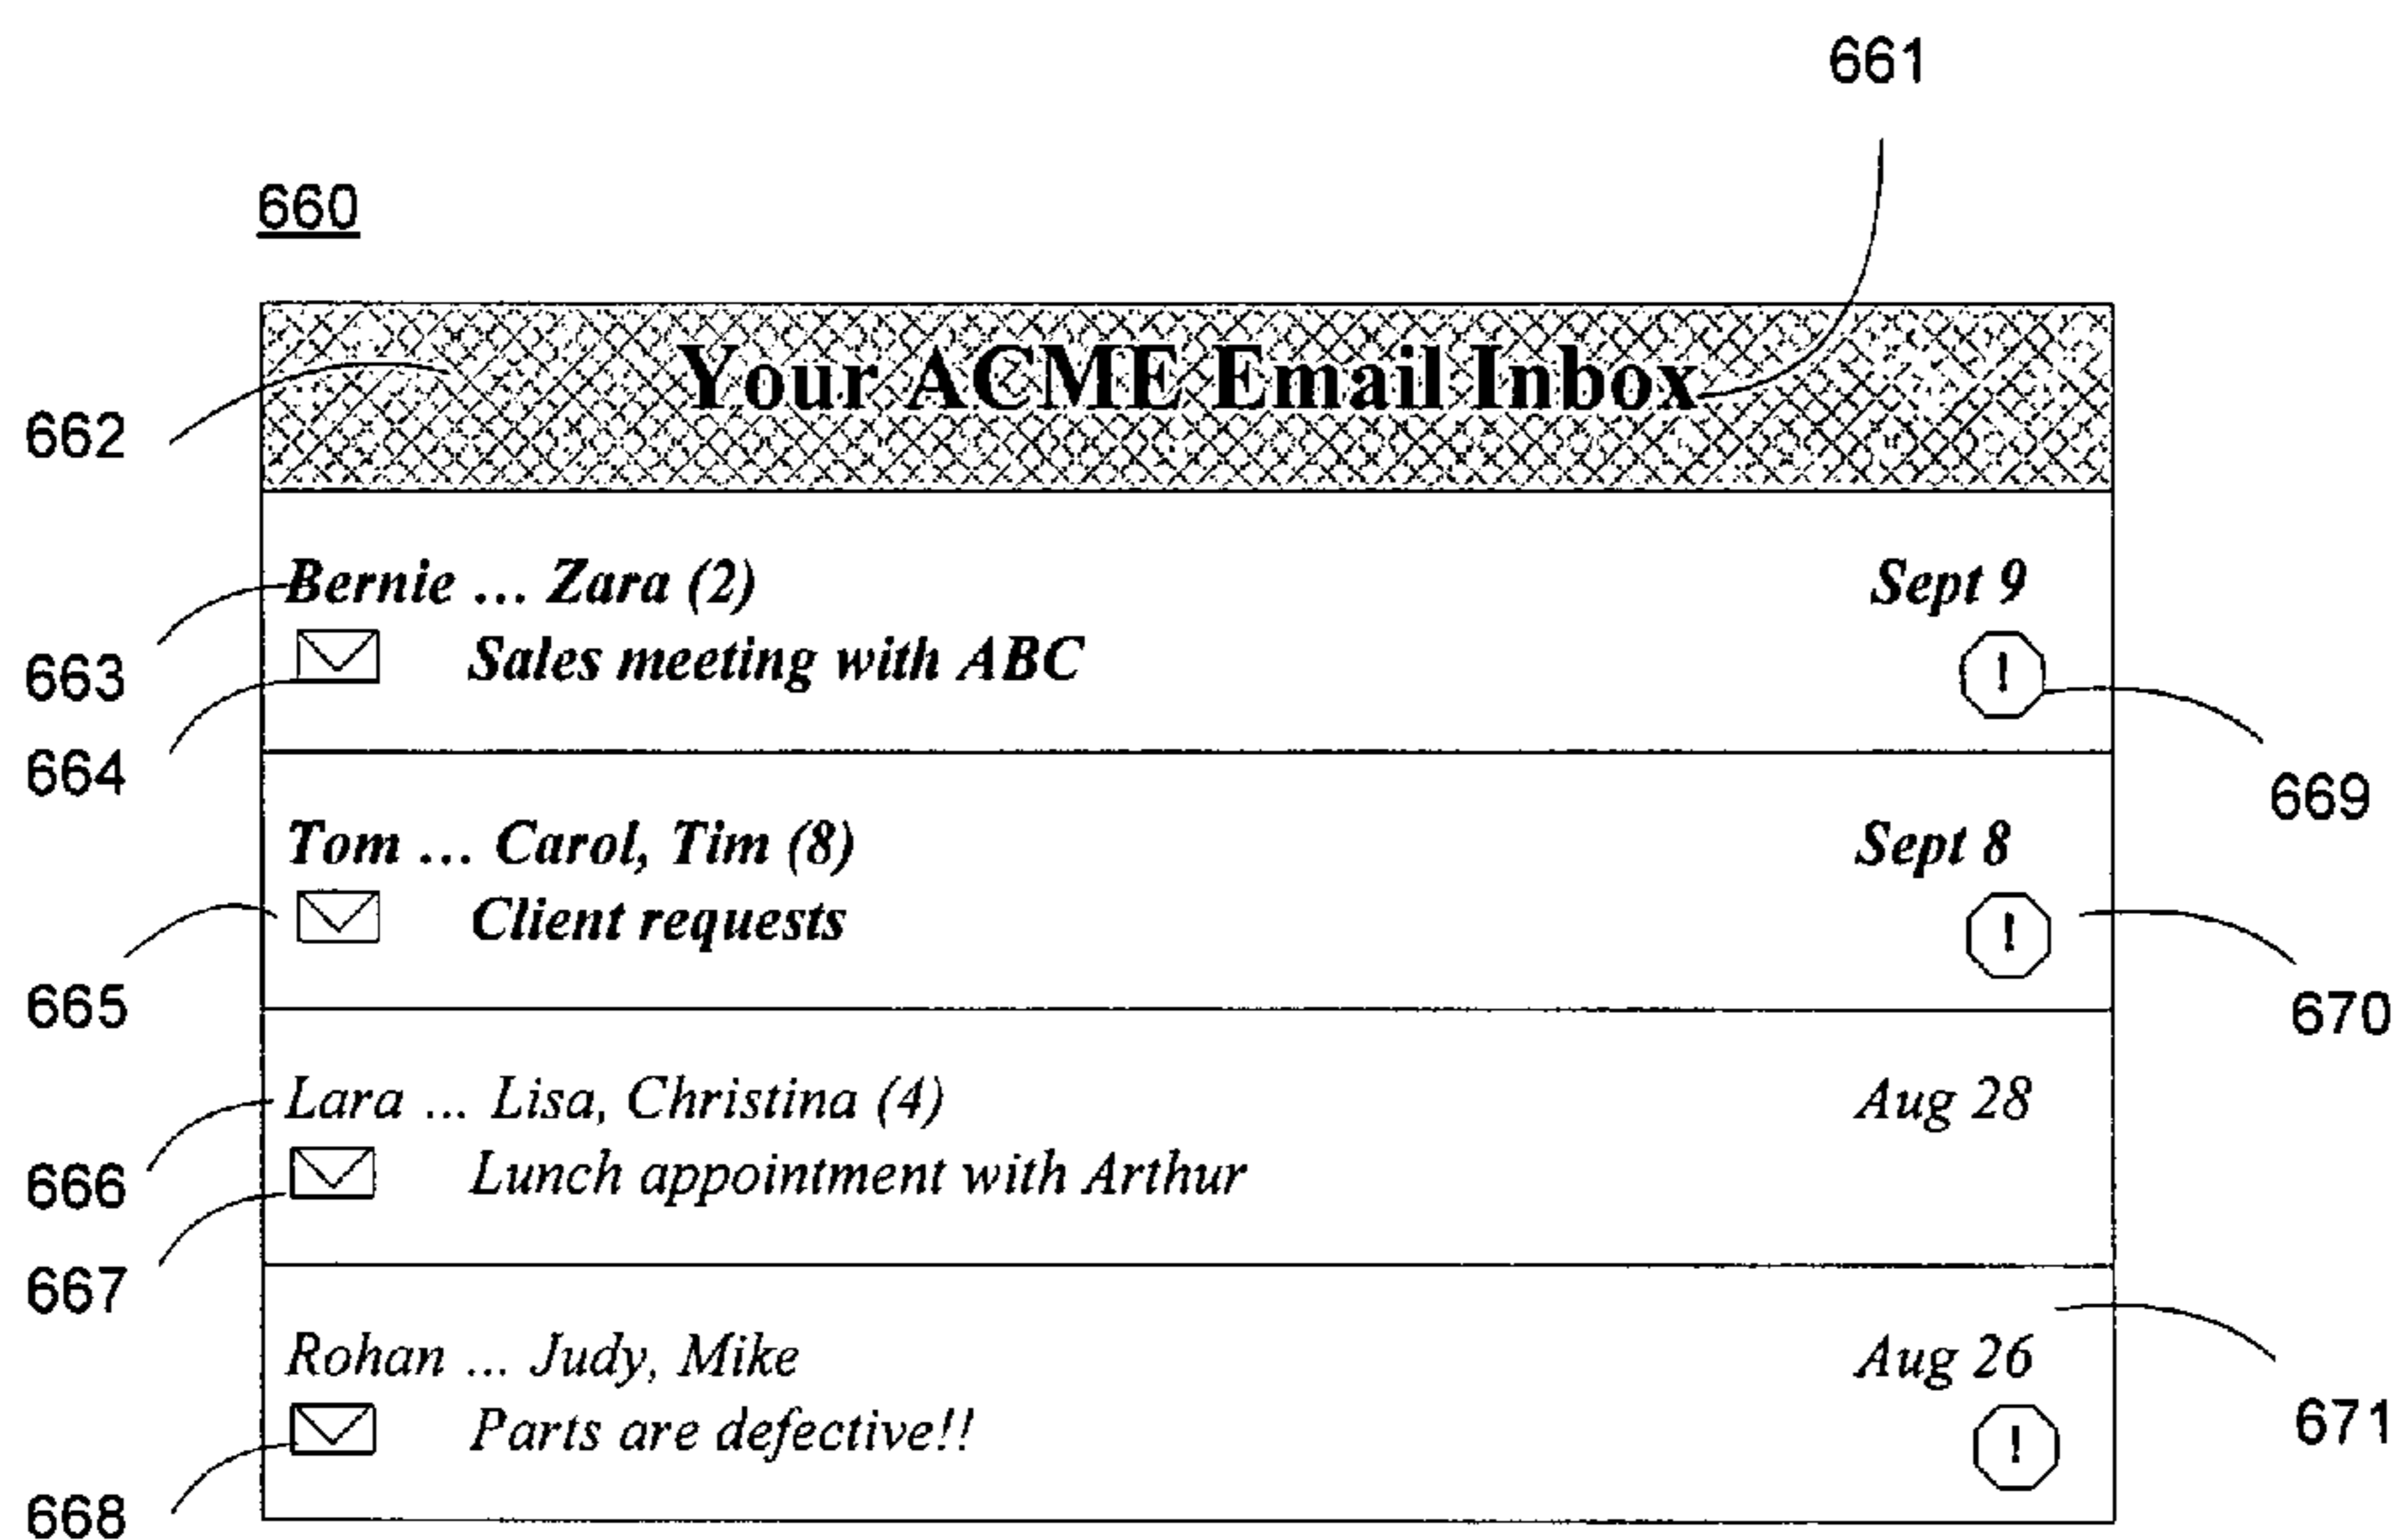 661
660
Your ACME Email Inbox
662
Bernie ... Zara (2) Sept 9
663
Sales meeting with ABC !
664
669
Tom ... Carol, Tim (8) Sept 8
Client requests !
665
670
Lara ... Lisa, Christina (4) Aug 28
666
Lunch appointment with Arthur
667
Rohan ... Judy, Mike Aug 26
671
Parts are defective!! !
668